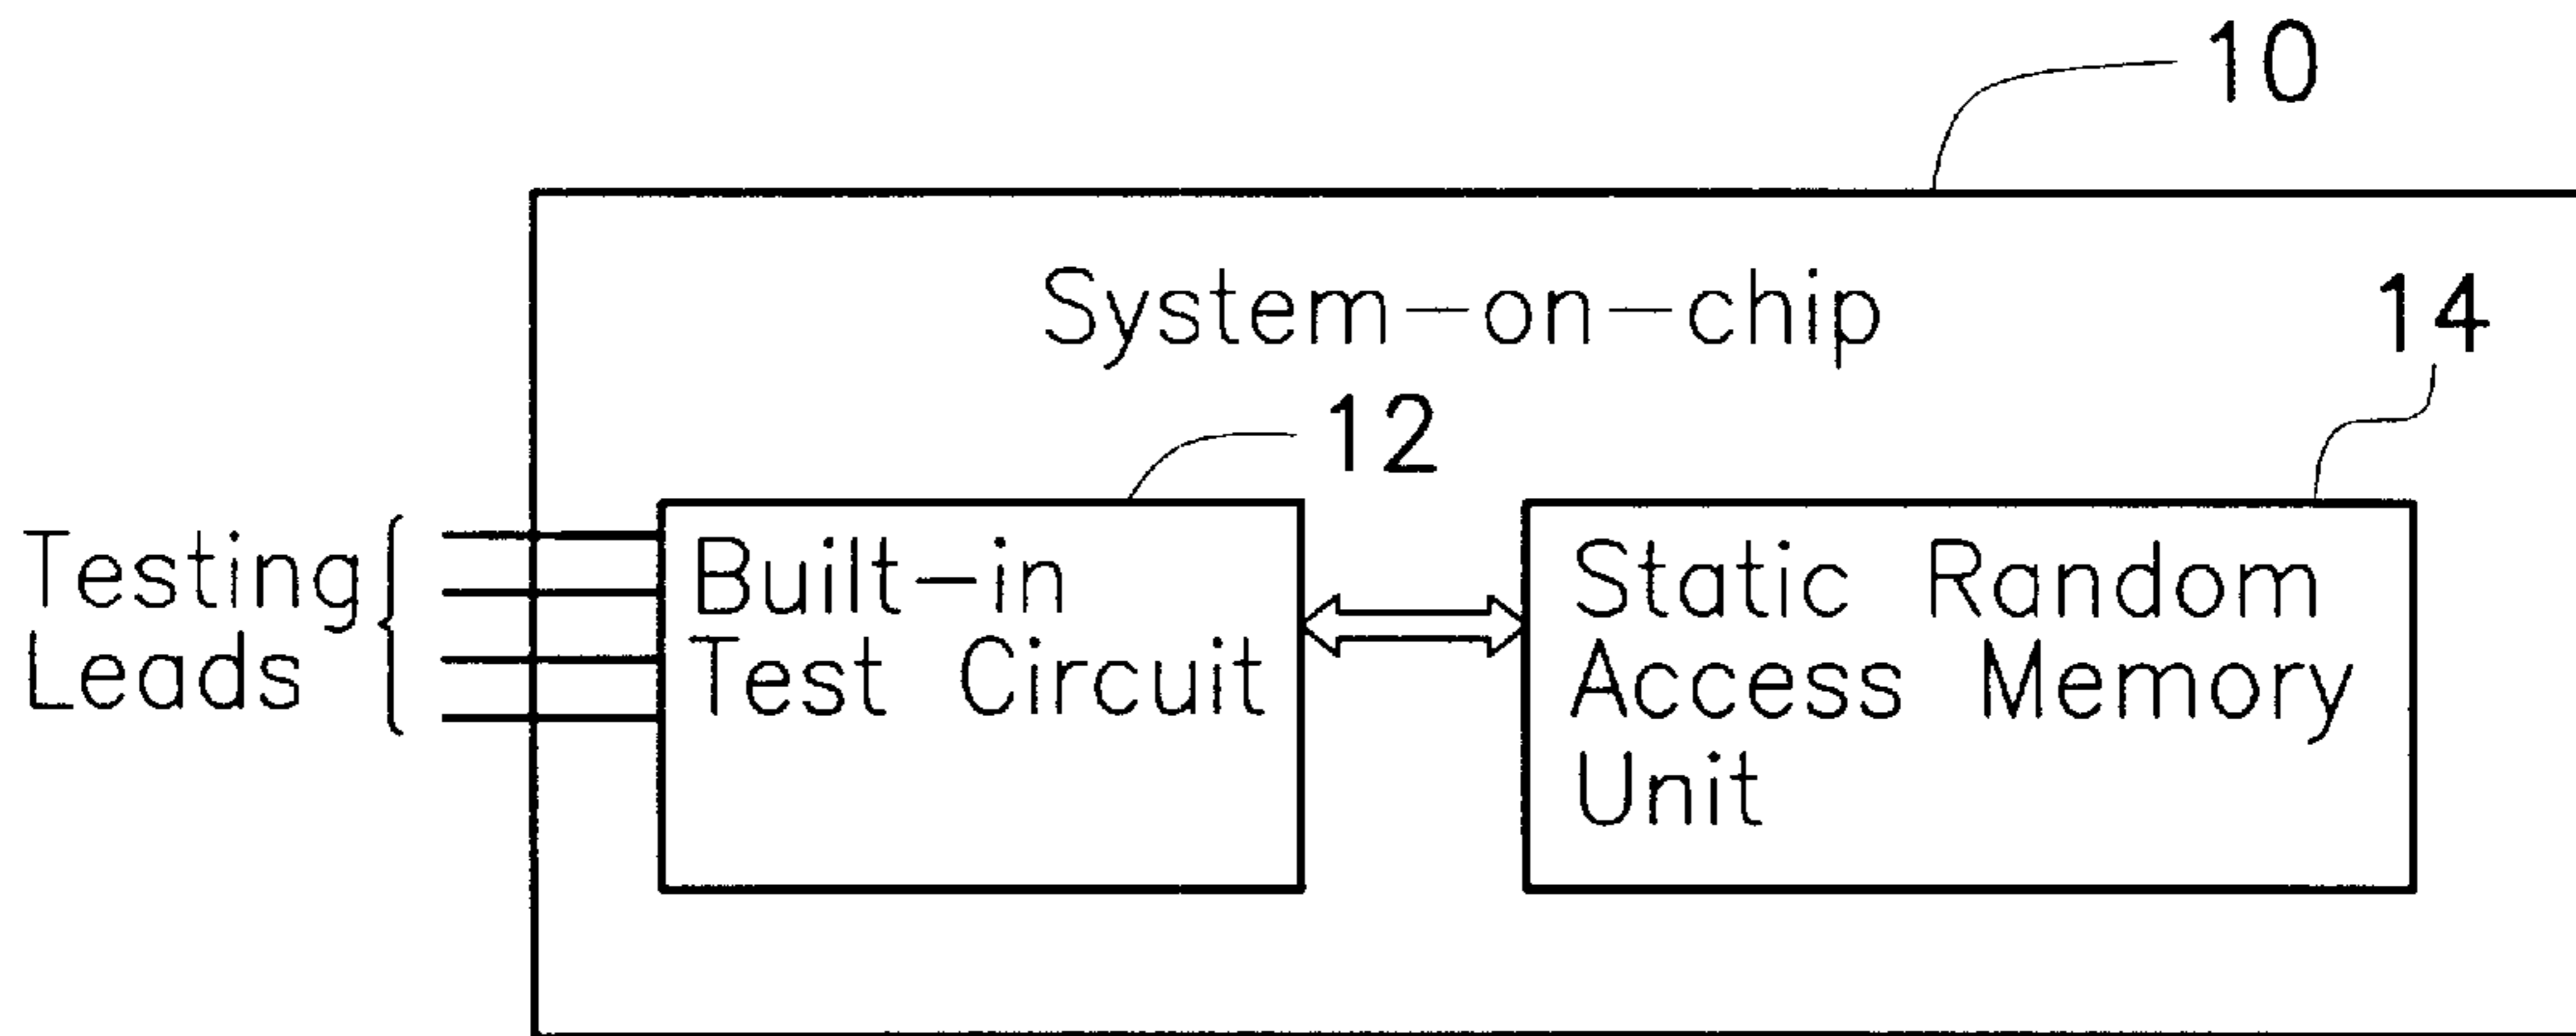 10
System-on-chip
14
12
Testing
Leads
Built-in
Test Circuit
Static Random
Access Memory
Unit